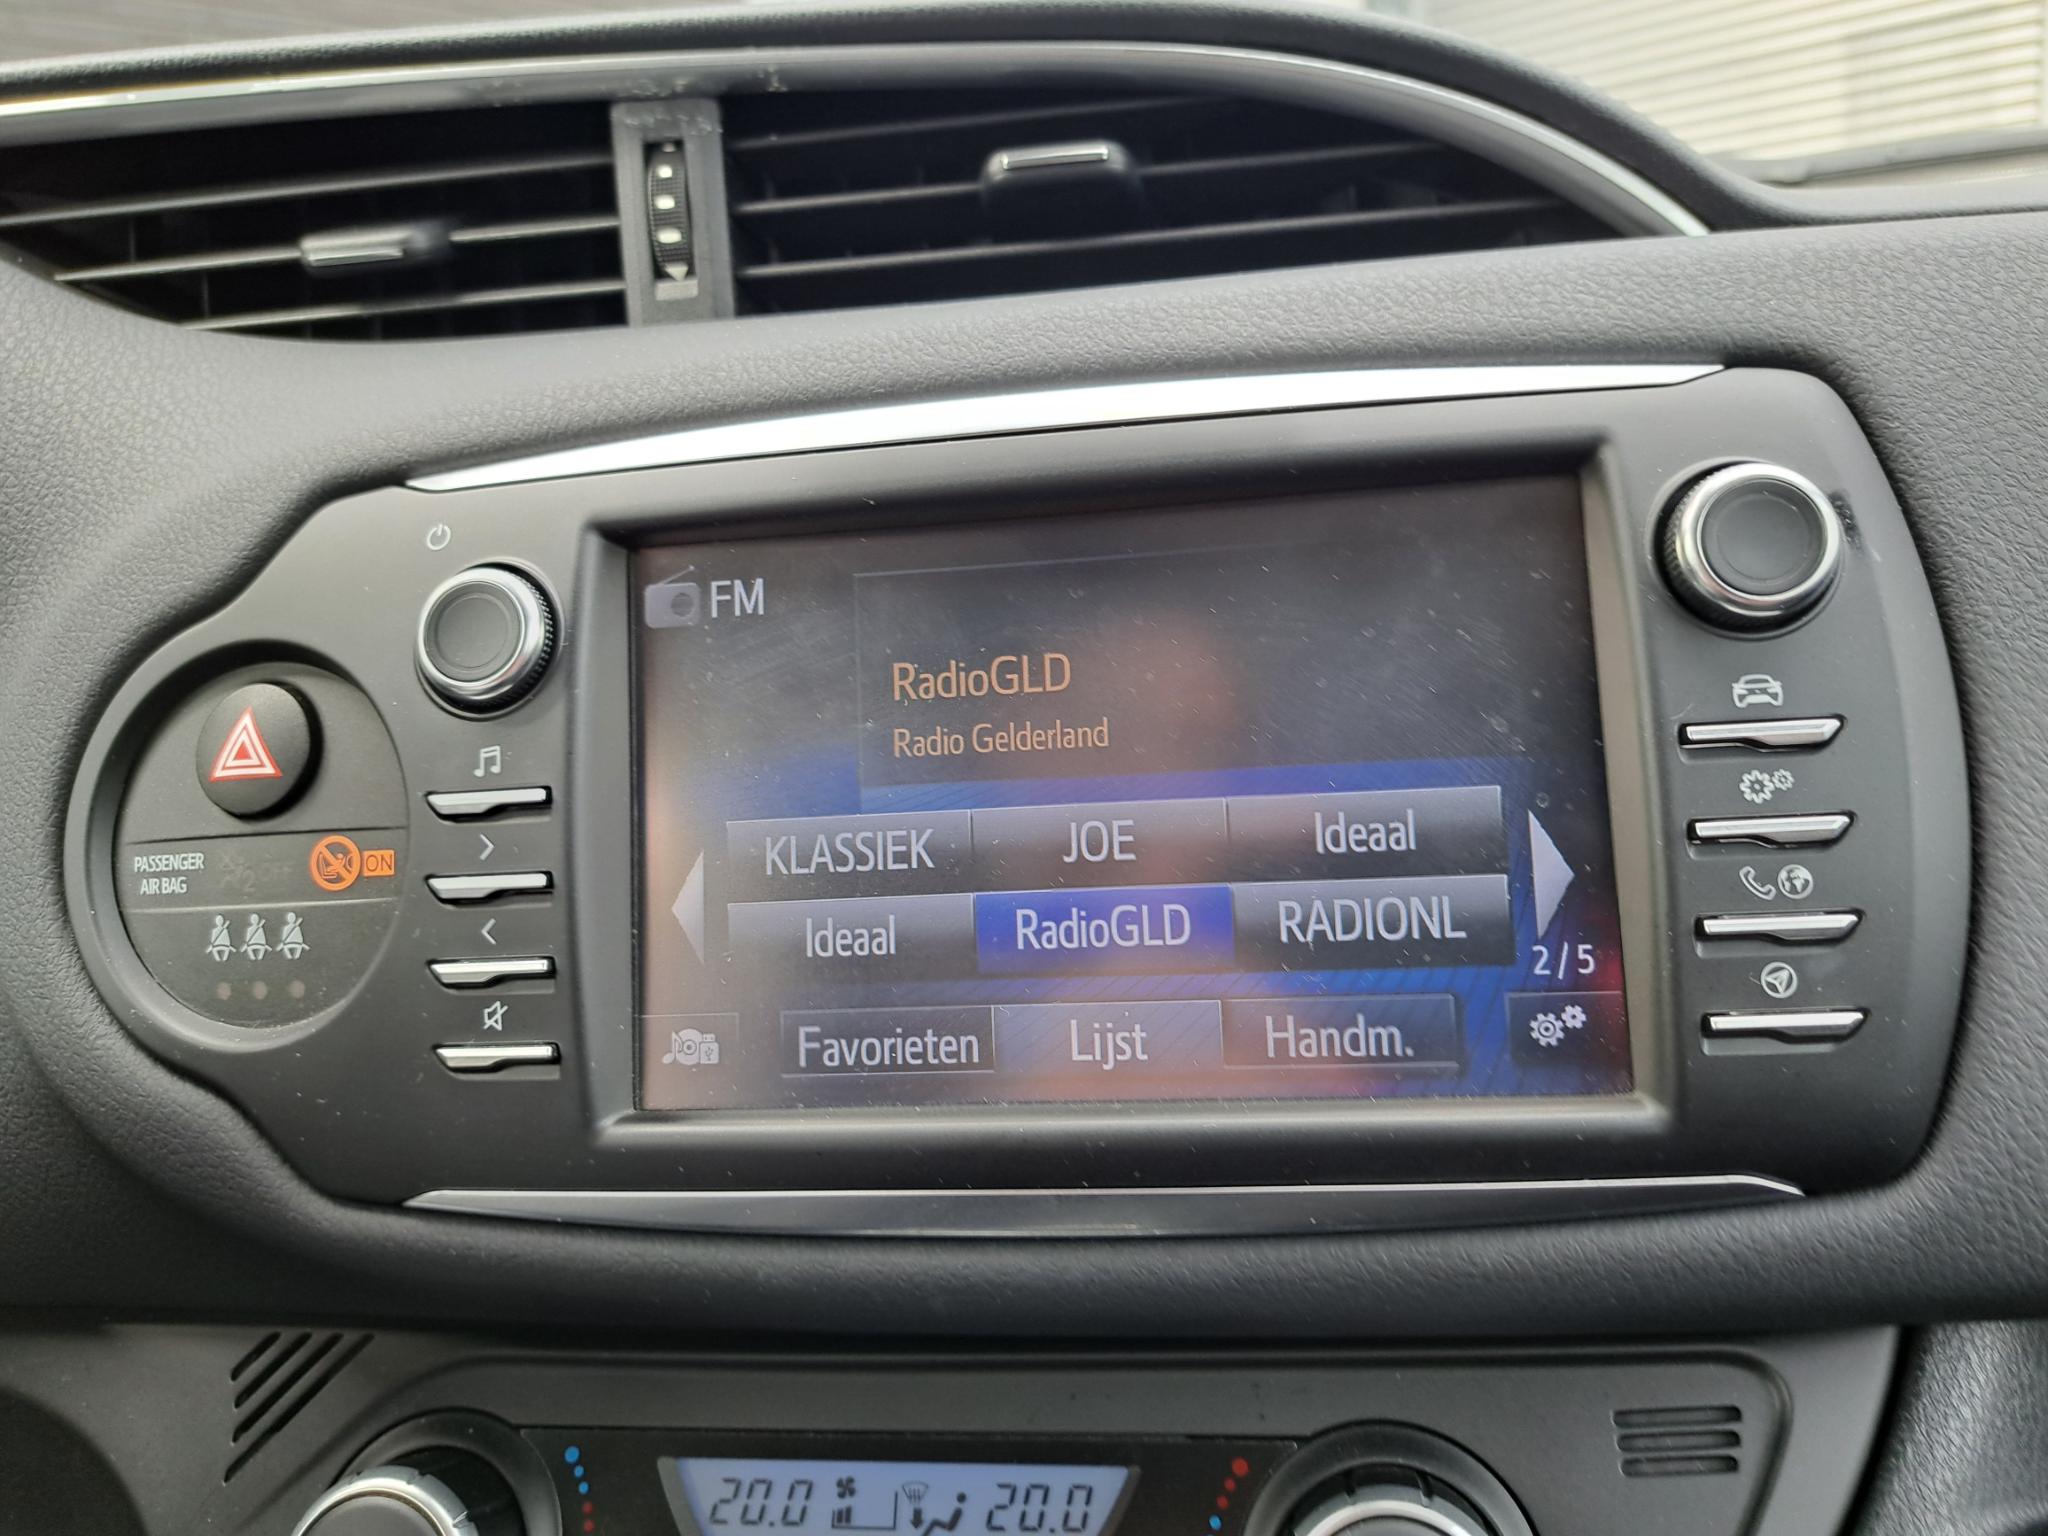 FM
RadioGLD
Radio Gelderland
KLASSIEK JOE Ideaal
Ideaal RadioGLD RADIONL
2/5
Favorieten Lijst Handm.
PASSENGER
AIR BAG
ON
20.0 20.0